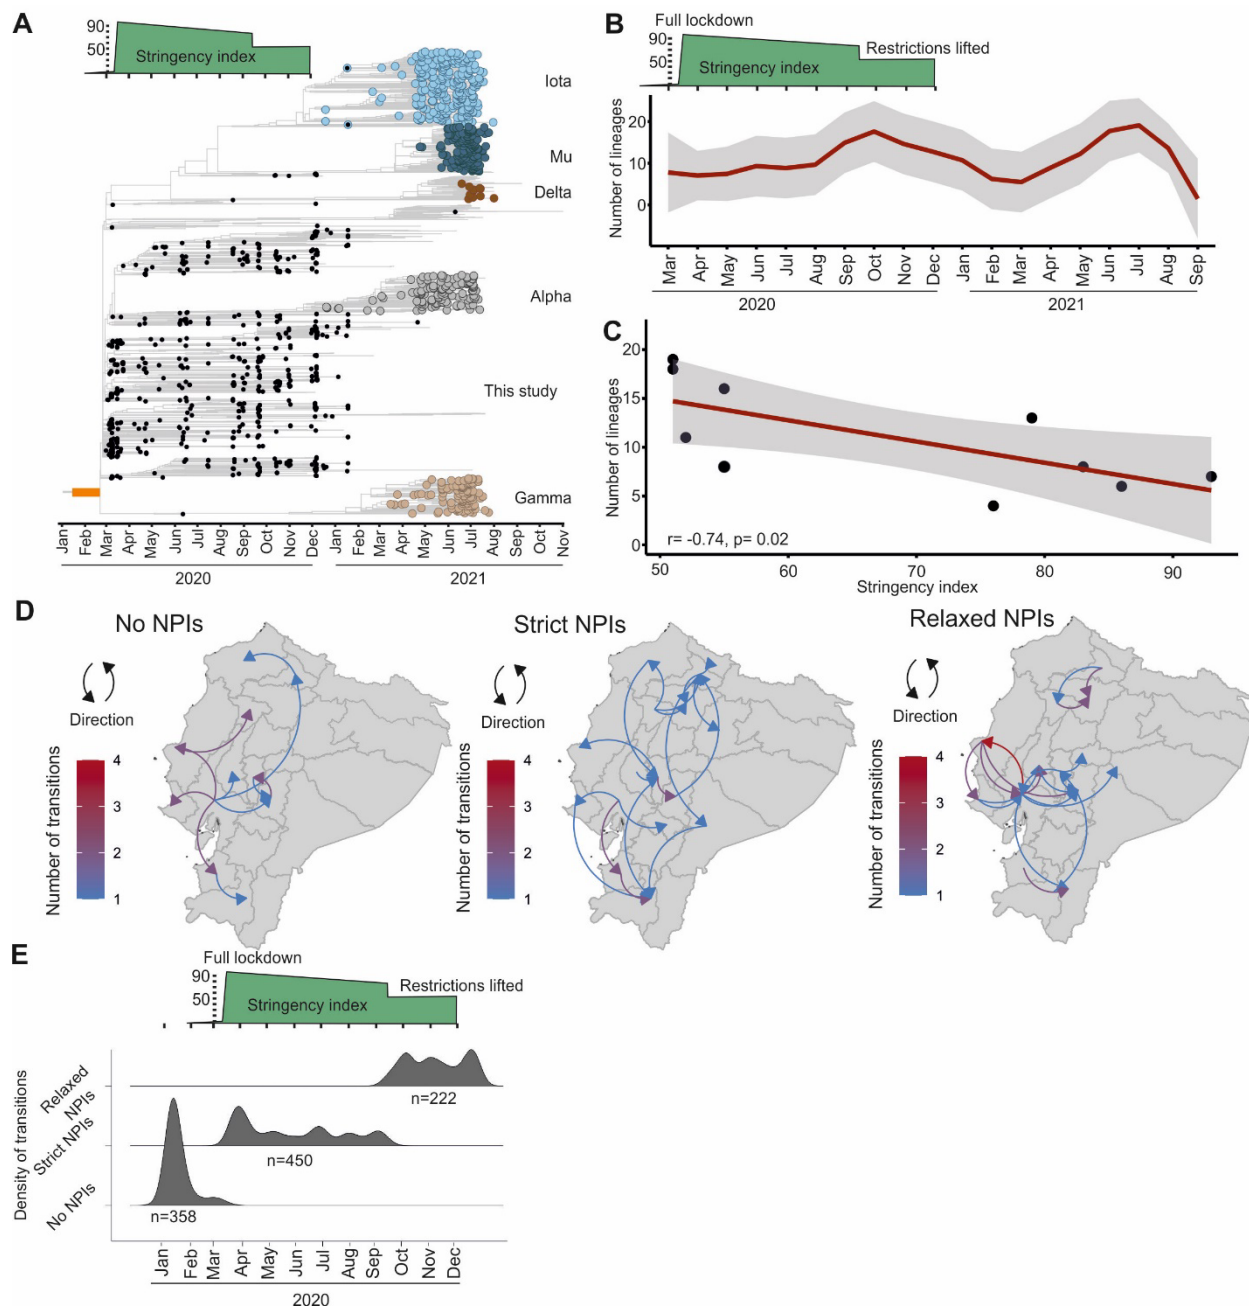 A
90
50
Stringency index
Iota
Mu
Delta
Alpha
This study
Gamma
Jan Feb Mar Apr May Jun Jul Aug Sep Oct Nov Dec Jan Feb Mar Apr May Jun Jul Aug Sep Oct Nov
2020 2021
B
Full lockdown
90
50
Stringency index
Restrictions lifted
Number of lineages
20
10
0
Mar Apr May Jun Jul Aug Sep Oct Nov Dec Jan Feb Mar Apr May Jun Jul Aug Sep
2020 2021
C
Number of lineages
20
15
10
5
0
r= -0.74, p= 0.02
50 60 70 80 90
Stringency index
D
No NPIs
Direction
Number of transitions
4
3
2
1
Strict NPIs
Direction
Number of transitions
4
3
2
1
Relaxed NPIs
Direction
Number of transitions
4
3
2
1
E
Full lockdown
90
50
Stringency index
Restrictions lifted
Density of transitions
Relaxed
NPIs
n=222
Strict NPIs
n=450
No NPIs
n=358
Jan Feb Mar Apr May Jun Jul Aug Sep Oct Nov Dec
2020